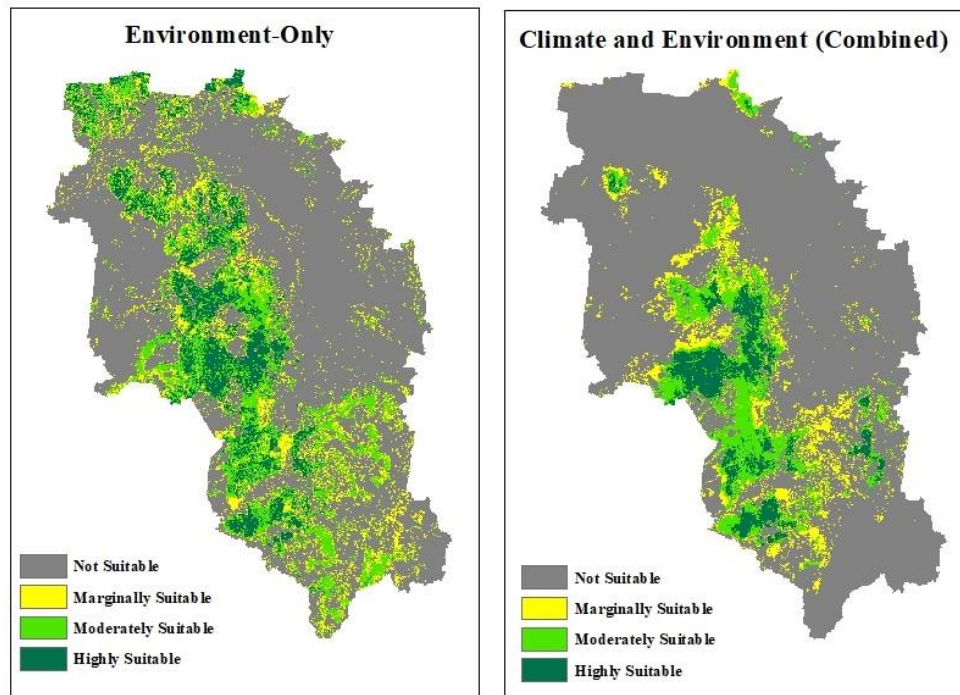 Environment-Only
Not Suitable
Marginally Suitable
Moderately Suitable
Highly Suitable
Climate and Environment (Combined)
Not Suitable
Marginally Suitable
Moderately Suitable
Highly Suitable